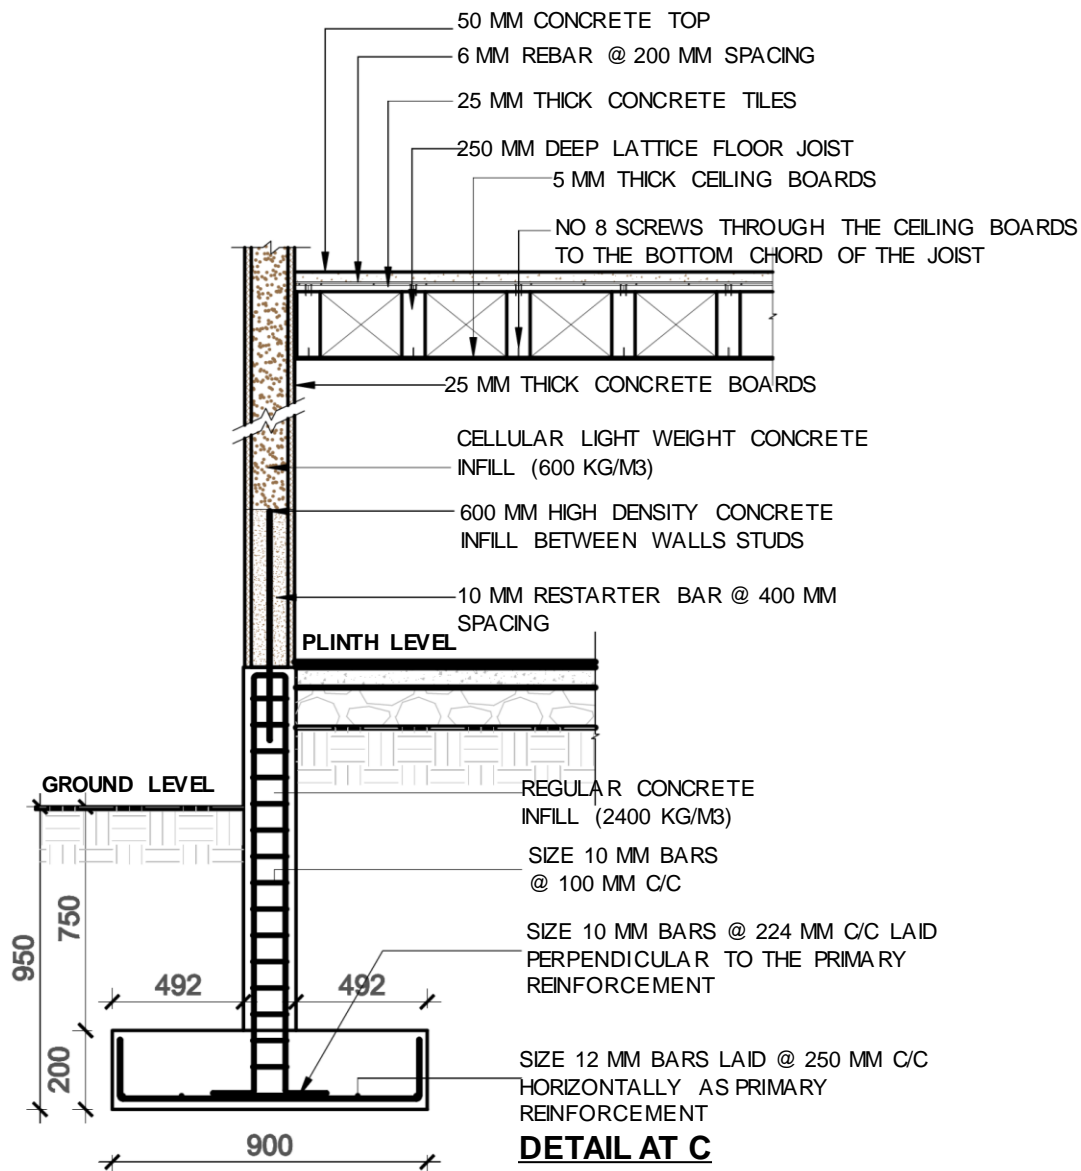 50 MM CONCRETE TOP
6 MM REBAR @ 200 MM SPACING
25 MM THICK CONCRETE TILES
250 MM DEEP LATTICE FLOOR JOIST
5 MM THICK CEILING BOARDS
NO 8 SCREWS THROUGH THE CEILING BOARDS
TO THE BOTTOM CHORD OF THE JOIST
25 MM THICK CONCRETE BOARDS
CELLULAR LIGHT WEIGHT CONCRETE
INFILL (600 KG/M3)
600 MM HIGH DENSITY CONCRETE
INFILL BETWEEN WALLS STUDS
10 MM RESTARTER BAR @ 400 MM
SPACING
PLINTH LEVEL
GROUND LEVEL
REGULAR CONCRETE
INFILL (2400 KG/M3)
SIZE 10 MM BARS
@ 100 MM C/C
750
950
SIZE 10 MM BARS @ 224 MM C/C LAID
PERPENDICULAR TO THE PRIMARY
REINFORCEMENT
492
492
200
SIZE 12 MM BARS LAID @ 250 MM C/C
HORIZONTALLY AS PRIMARY
REINFORCEMENT
900
DETAIL AT C